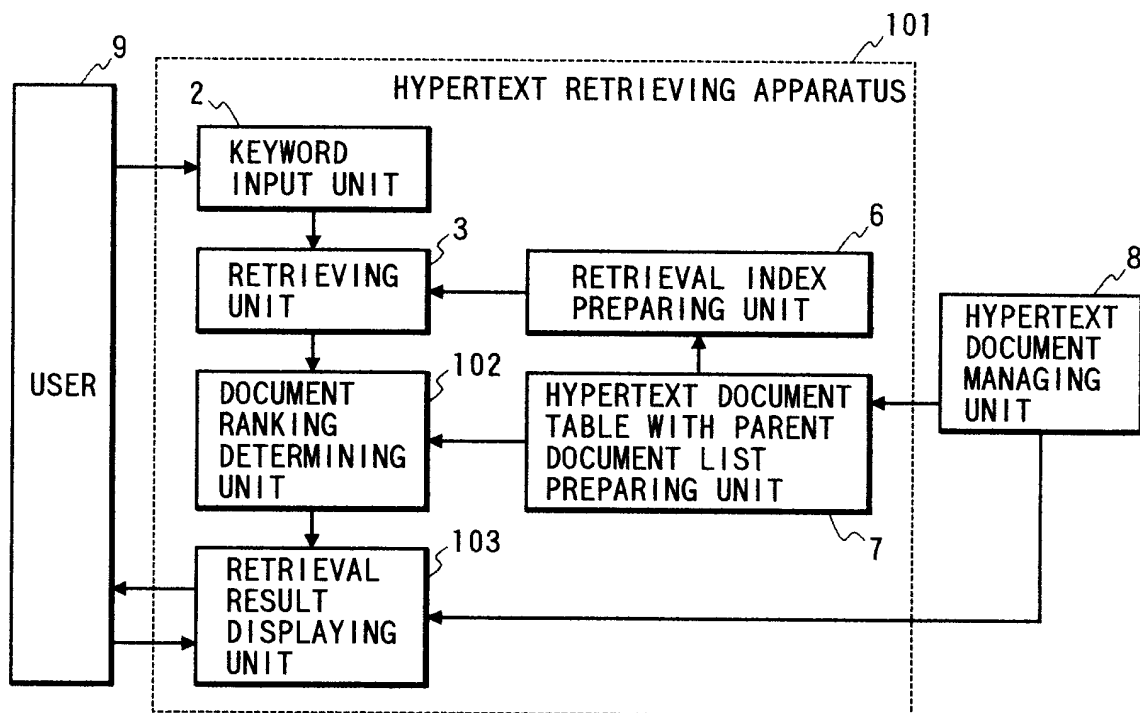 101
9
HYPERTEXT RETRIEVING APPARATUS
2
KEYWORD
INPUT UNIT
3
RETRIEVING
UNIT
6
RETRIEVAL INDEX
PREPARING UNIT
8
HYPERTEXT
DOCUMENT
MANAGING
UNIT
USER
102
DOCUMENT
RANKING
DETERMINING
UNIT
HYPERTEXT DOCUMENT
TABLE WITH PARENT
DOCUMENT LIST
PREPARING UNIT
7
103
RETRIEVAL
RESULT
DISPLAYING
UNIT